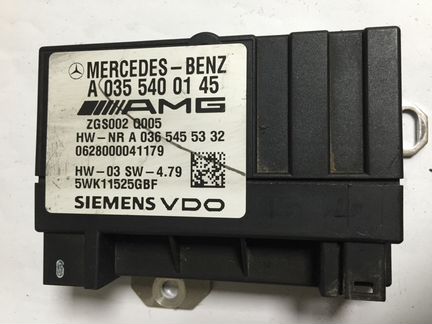 MERCEDES-BENZ
A 035 540 01 45
AMG
ZGS002 Q005
HW-NR A 036 545 53 32
0628000041179
HW-03 SW-4.79
5WK11525GBF
SIEMENS VDO